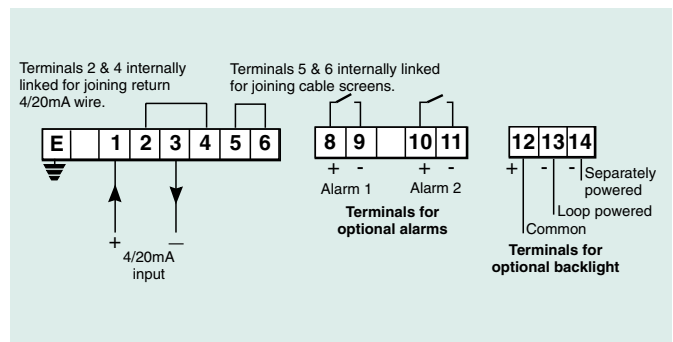 Terminals 2 & 4 internally
linked for joining return
4/20mA wire.
Terminals 5 & 6 internally linked
for joining cable screens.
E 1 2 3 4 5 6
8 9 10 11
12 13 14
+ - + -
Alarm 1 Alarm 2
Terminals for
optional alarms
+ - -
Separately
powered
Loop powered
Common
Terminals for
optional backlight
+ —
4/20mA
input